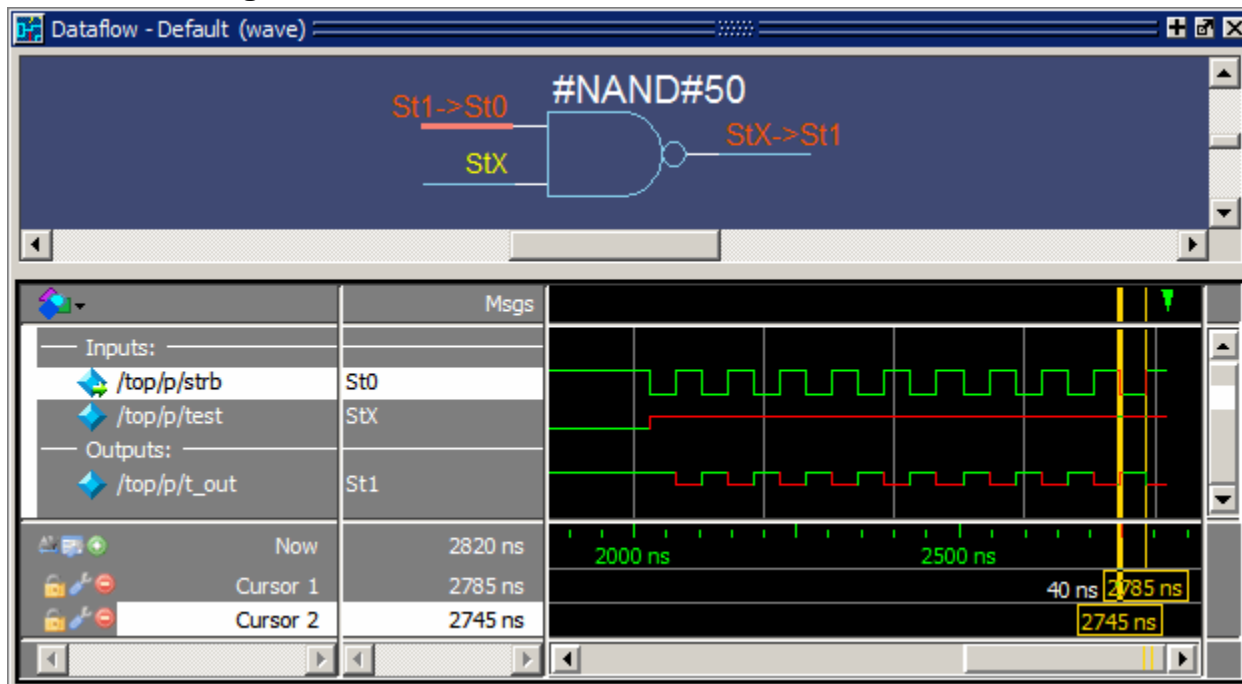 Dataflow - Default (wave)
#NAND#50
St1->St0
StX->St1
StX
Msgs
Inputs:
/top/p/strb St0
/top/p/test StX
Outputs:
/top/p/t_out St1
Now 2820 ns 2000 ns 2500 ns
Cursor 1 2785 ns 40 ns 2785 ns
Cursor 2 2745 ns 2745 ns